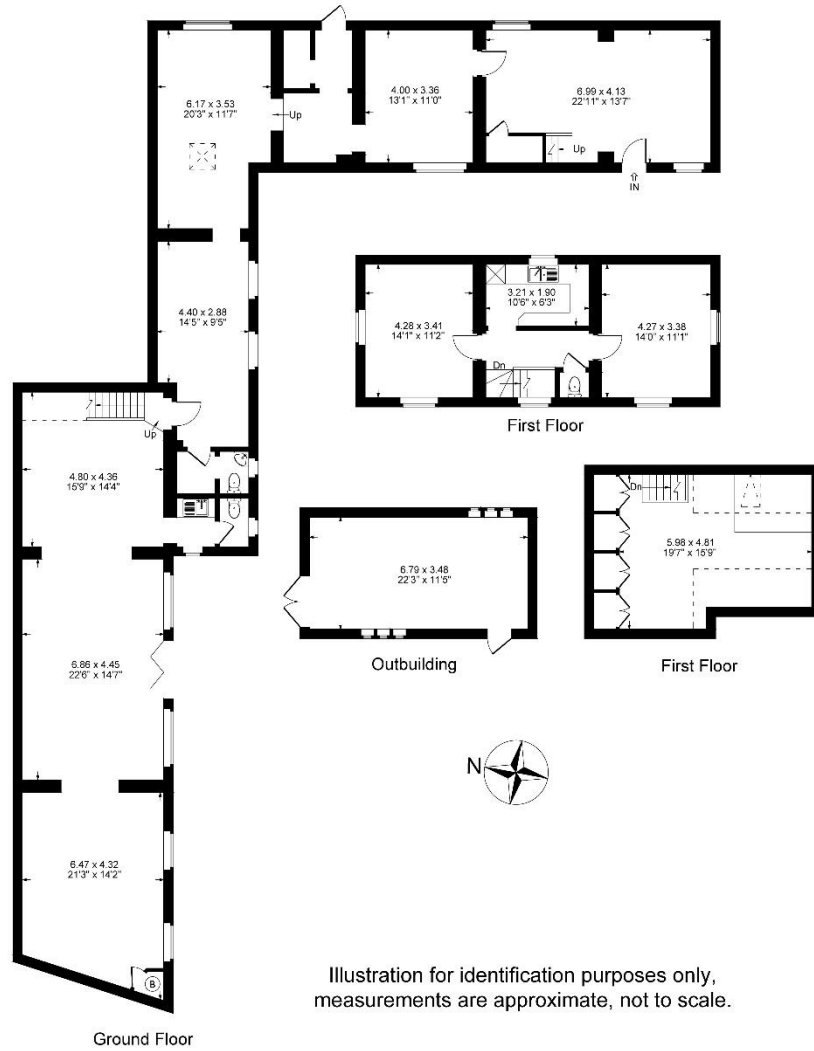 6.17 x 3.53
20'3" x 11'7"
Up
4.00 x 3.36
13'1" x 11'0"
6.99 x 4.13
22'11" x 13'7"
Up
IN
4.40 x 2.88
14'5" x 9'5"
4.28 x 3.41
14'1" x 11'2"
3.21 x 1.90
10'6" x 6'3"
Dn
4.27 x 3.38
14'0" x 11'1"
First Floor
Up
4.80 x 4.36
15'9" x 14'4"
6.79 x 3.48
22'3" x 11'5"
Outbuilding
Dn
5.98 x 4.81
19'7" x 15'9"
First Floor
6.86 x 4.45
22'6" x 14'7"
N
6.47 x 4.32
21'3" x 14'2"
B
Illustration for identification purposes only,
measurements are approximate, not to scale.
Ground Floor